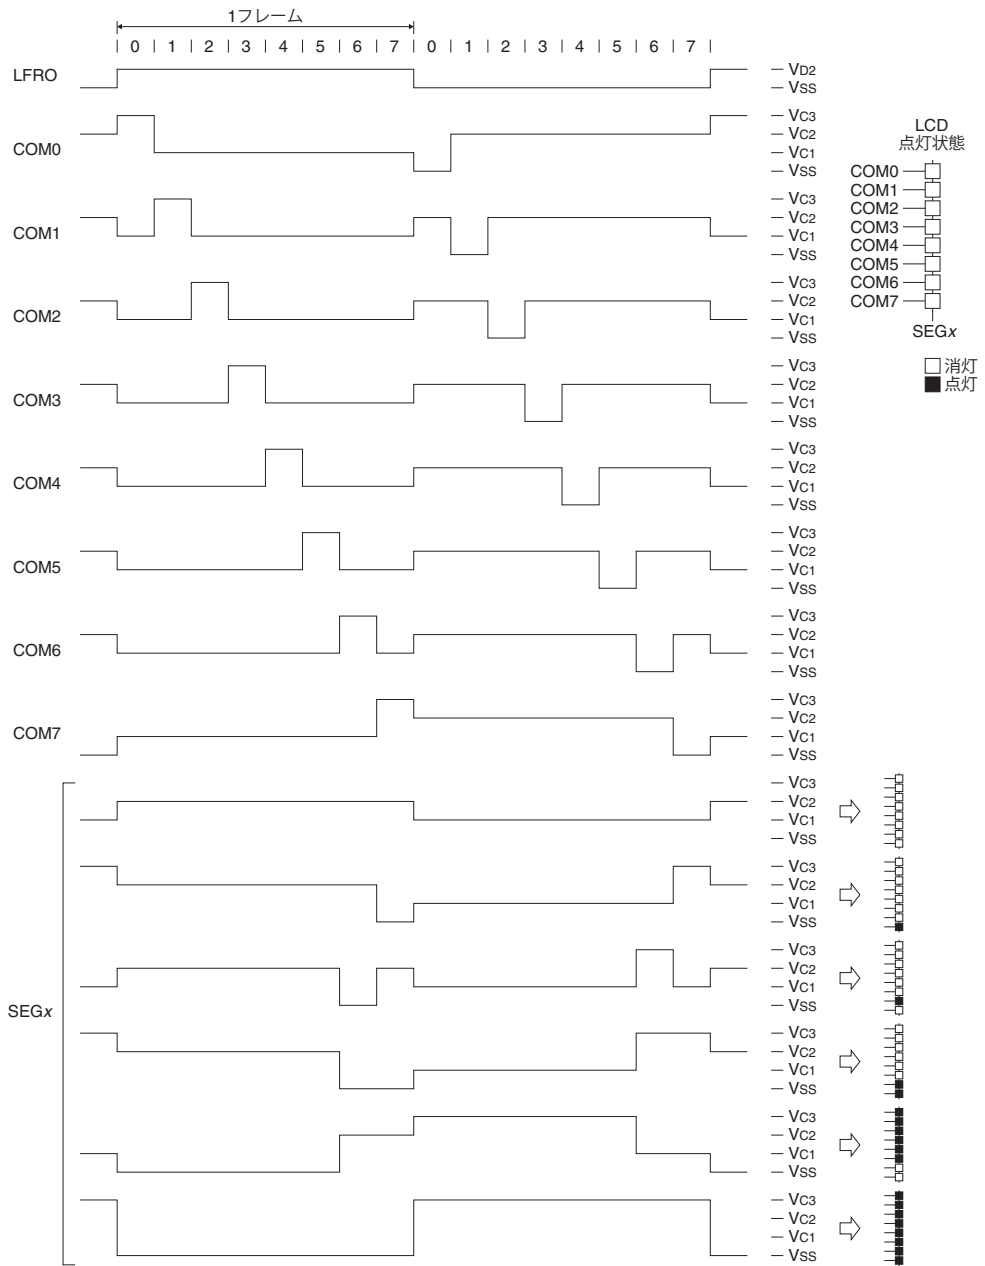 1フレーム
0 1 2 3 4 5 6 7 0 1 2 3 4 5 6 7
LFRO
VD2
VSS
COM0
VC3
VC2
VC1
VSS
COM1
VC3
VC2
VC1
VSS
COM2
VC3
VC2
VC1
VSS
COM3
VC3
VC2
VC1
VSS
COM4
VC3
VC2
VC1
VSS
COM5
VC3
VC2
VC1
VSS
COM6
VC3
VC2
VC1
VSS
COM7
VC3
VC2
VC1
VSS
SEGx
VC3
VC2
VC1
VSS
VC3
VC2
VC1
VSS
VC3
VC2
VC1
VSS
VC3
VC2
VC1
VSS
VC3
VC2
VC1
VSS
VC3
VC2
VC1
VSS
LCD
点灯状態
COM0
COM1
COM2
COM3
COM4
COM5
COM6
COM7
SEGx
消灯
点灯